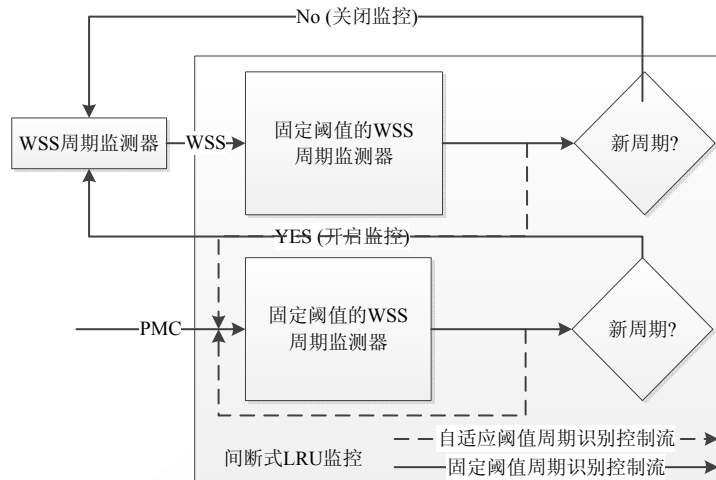 No (关闭监控)
WSS周期监测器
WSS
固定阈值的WSS
周期监测器
新周期?
YES (开启监控)
PMC
固定阈值的WSS
周期监测器
新周期?
自适应阈值周期识别控制流
间断式LRU监控
固定阈值周期识别控制流